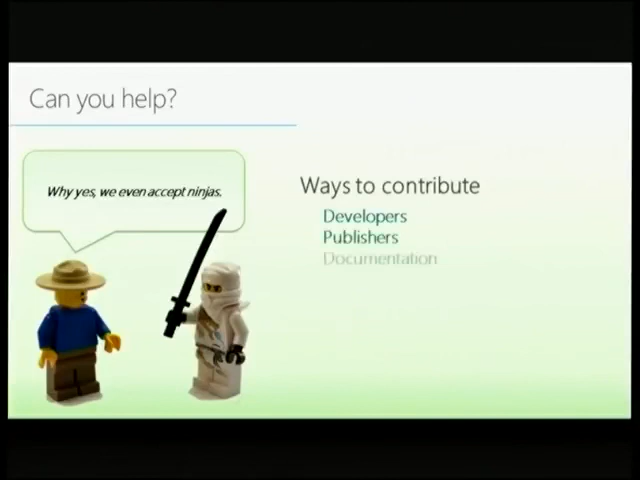 Can you help?
Why yes, we even accept ninjas.
Ways to contribute
Developers
Publishers
Documentation